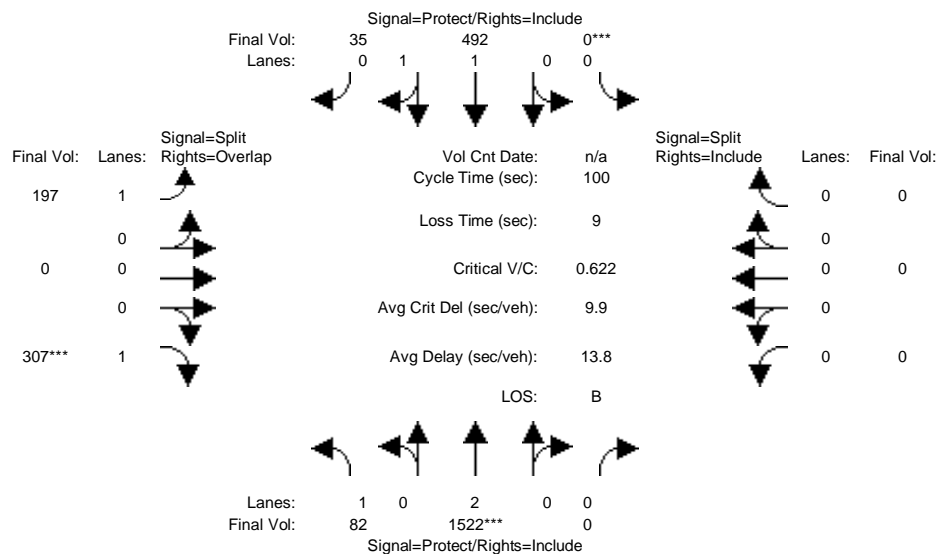 Signal=Protect/Rights=Include
Final Vol: 35 492 0***
Lanes: 0 1 1 0 0
Signal=Split
Final Vol: Lanes: Rights=Overlap
Vol Cnt Date: n/a
Signal=Split
Rights=Include Lanes: Final Vol:
Cycle Time (sec): 100
197 1
0 0
Loss Time (sec): 9
0
0
0 0
Critical V/C: 0.622
0 0
0
Avg Crit Del (sec/veh): 9.9
0
307*** 1
Avg Delay (sec/veh): 13.8
0 0
LOS: B
Lanes: 1 0 2 0 0
Final Vol: 82 1522*** 0
Signal=Protect/Rights=Include